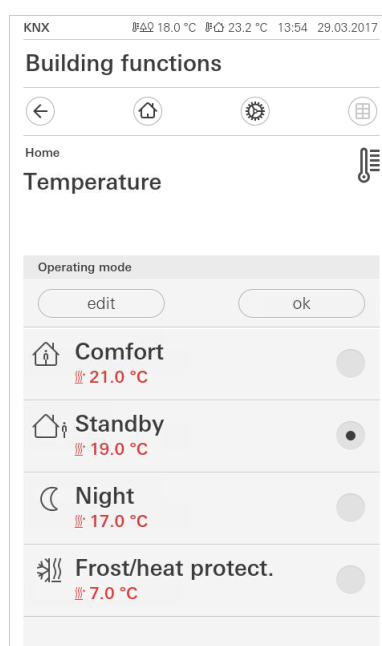 KNX 18.0 °C 23.2 °C 13:54 29.03.2017
Building functions
Home
Temperature
Operating mode
edit ok
Comfort
21.0 °C
Standby
19.0 °C
Night
17.0 °C
Frost/heat protect.
7.0 °C